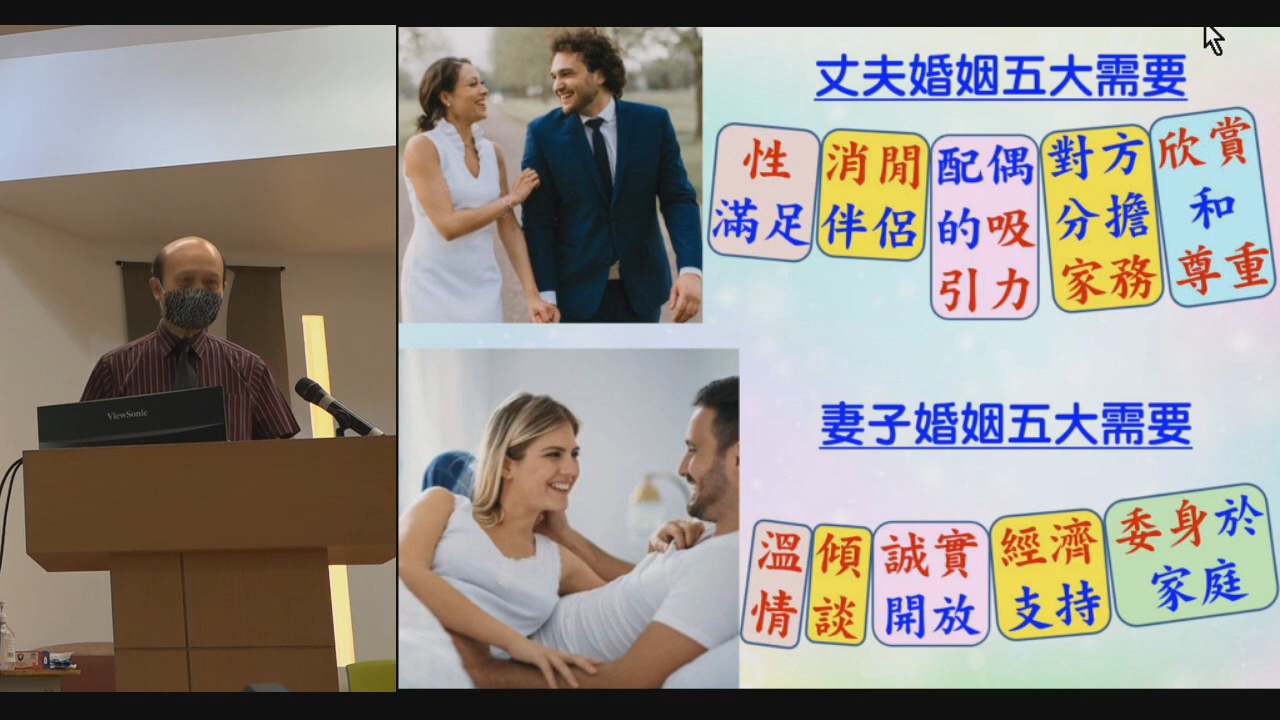 丈夫婚姻五大需要
性
滿足
消閒
伴侶
配偶
的吸
引力
對方
分擔
家務
欣賞
和
尊重
妻子婚姻五大需要
溫
情
傾
談
誠實
開放
經濟
支持
委身於
家庭
ViewSonic